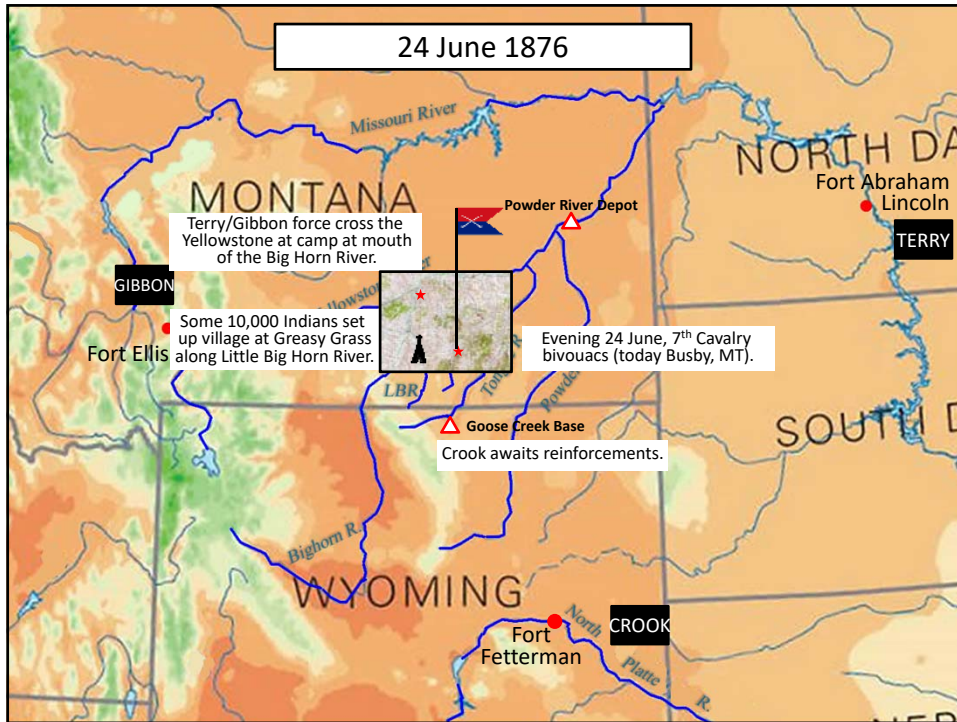 24 June 1876
Missouri River
NORTH DA
MONTANA
Fort Abraham
Lincoln
Powder River Depot
Terry/Gibbon force cross the
Yellowstone at camp at mouth
of the Big Horn River.
TERRY
GIBBON
Some 10,000 Indians set
up village at Greasy Grass
along Little Big Horn River.
Fort Ellis
Evening 24 June, 7th Cavalry
bivouacs (today Busby, MT).
LBR
Goose Creek Base
SOUTH D
Crook awaits reinforcements.
Bighorn R.
WYOMING
CROOK
Fort
Fetterman
North
Platte
R.